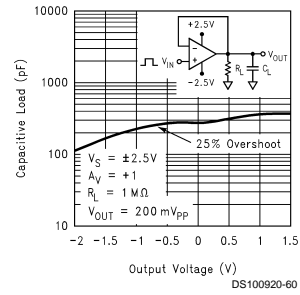 10000
1000
100
10
Capacitive Load (pF)
+2.5V
V_IN
-2.5V
V_OUT
R_L
C_L
25% Overshoot
V_S = ±2.5V
A_V = +1
R_L = 1 MΩ
V_OUT = 200 mV_PP
-2 -1.5 -1 -0.5 0 0.5 1 1.5
Output Voltage (V)
DS100920-60